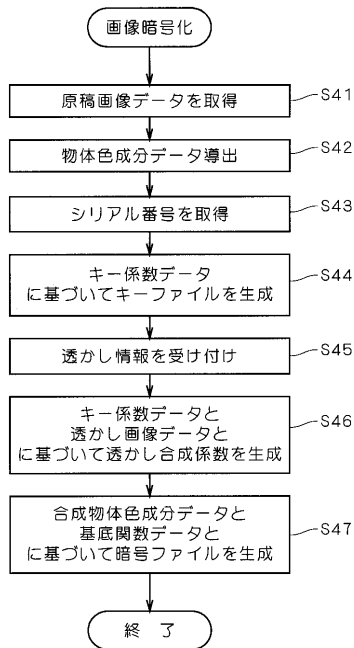 画像暗号化
原稿画像データを取得
S41
物体色成分データ導出
S42
シリアル番号を取得
S43
キー係数データ
に基づいてキーファイルを生成
S44
透かし情報を受け付け
S45
キー係数データと
透かし画像データと
に基づいて透かし合成係数を生成
S46
合成物体色成分データと
基底関数データと
に基づいて暗号ファイルを生成
S47
終 了